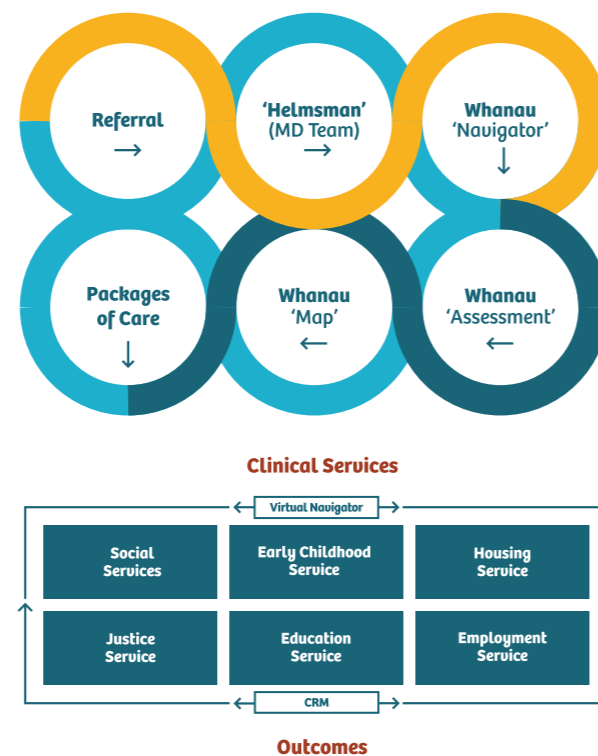 Referral
→
‘Helmsman’
(MD Team)
→
Whanau
‘Navigator’
↓
Packages
of Care
↓
Whanau
‘Map’
←
Whanau
‘Assessment’
←
Clinical Services
Virtual Navigator
Social
Services
Early Childhood
Service
Housing
Service
Justice
Service
Education
Service
Employment
Service
CRM
Outcomes